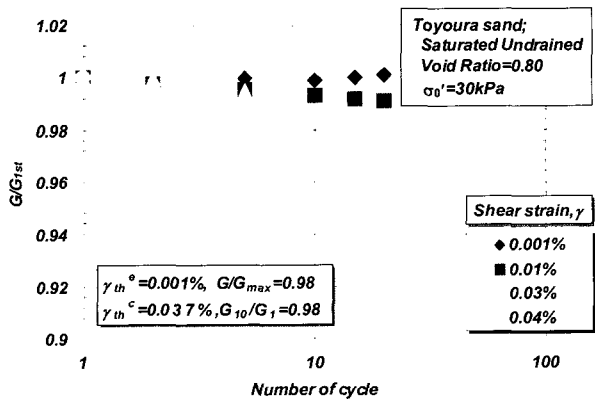 1.02
1
0.98
0.96
0.94
0.92
0.9
G/G1st
Toyoura sand;
Saturated Undrained
Void Ratio=0.80
σ0'=30kPa
Shear strain,γ
◆ 0.001%
■ 0.01%
0.03%
0.04%
γth e =0.001%, G/Gmax=0.98
γth c =0.037%,G10/G1=0.98
1
10
100
Number of cycle